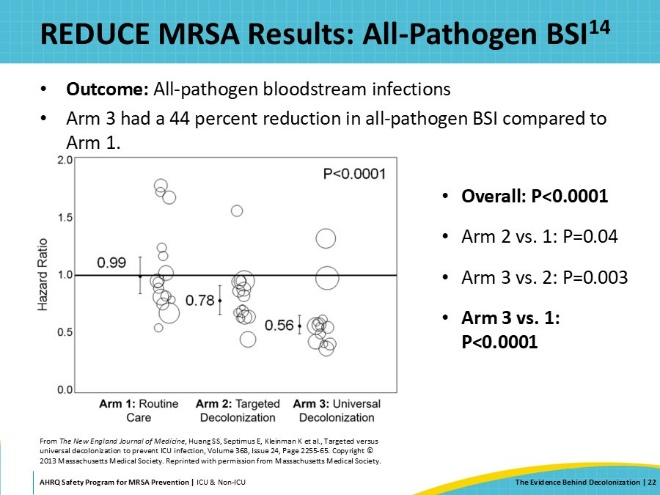 REDUCE MRSA Results: All-Pathogen BSI14
• Outcome: All-pathogen bloodstream infections
• Arm 3 had a 44 percent reduction in all-pathogen BSI compared to
Arm 1.
2.0
P<0.0001
1.5
1.0
0.5
0.0
Hazard Ratio
0.99
0.78
0.56
Arm 1: Routine
Care
Arm 2: Targeted
Decolonization
Arm 3: Universal
Decolonization
• Overall: P<0.0001
• Arm 2 vs. 1: P=0.04
• Arm 3 vs. 2: P=0.003
• Arm 3 vs. 1:
P<0.0001
From The New England Journal of Medicine, Huang SS, Septimus E, Kleinman K et al., Targeted versus
universal decolonization to prevent ICU infection, Volume 368, Issue 24, Page 2255-65. Copyright ©
2013 Massachusetts Medical Society. Reprinted with permission from Massachusetts Medical Society.
AHRQ Safety Program for MRSA Prevention | ICU & Non-ICU
The Evidence Behind Decolonization | 22